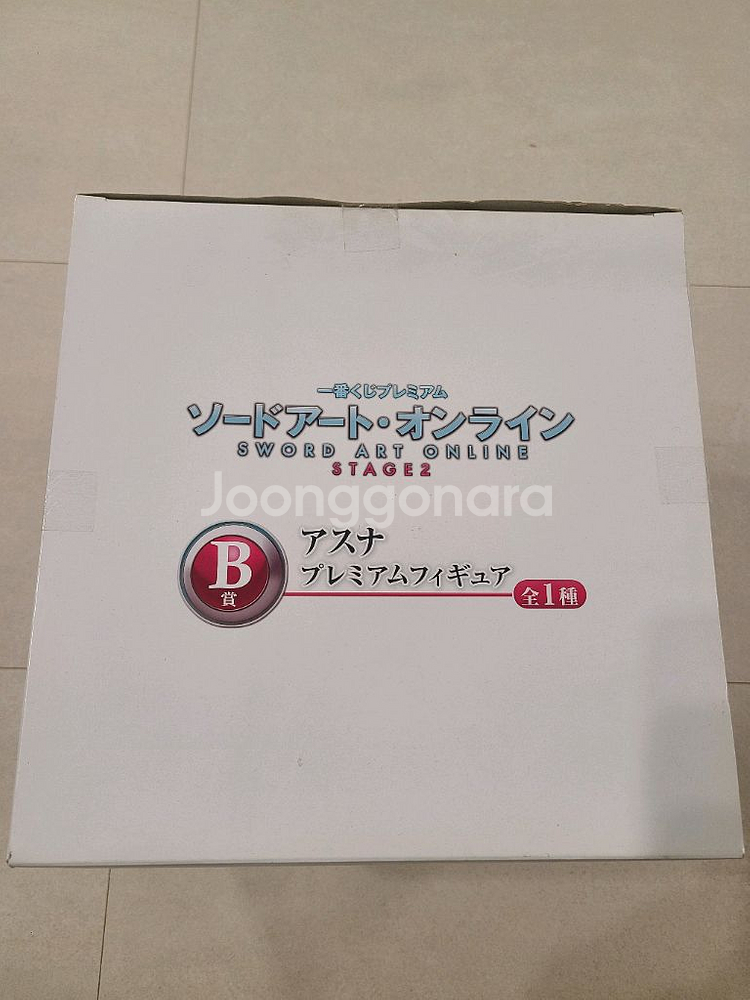 一番くじプレミアム
ソードアート・オンライン
SWORD ART ONLINE
STAGE2
Joonggonara
B賞
アスナ
プレミアムフィギュア
全1種